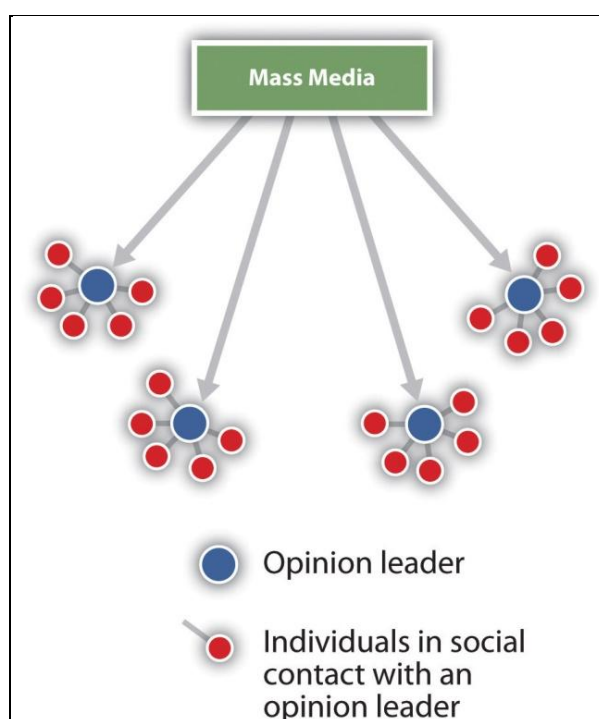 Mass Media
Opinion leader
Individuals in social
contact with an
opinion leader